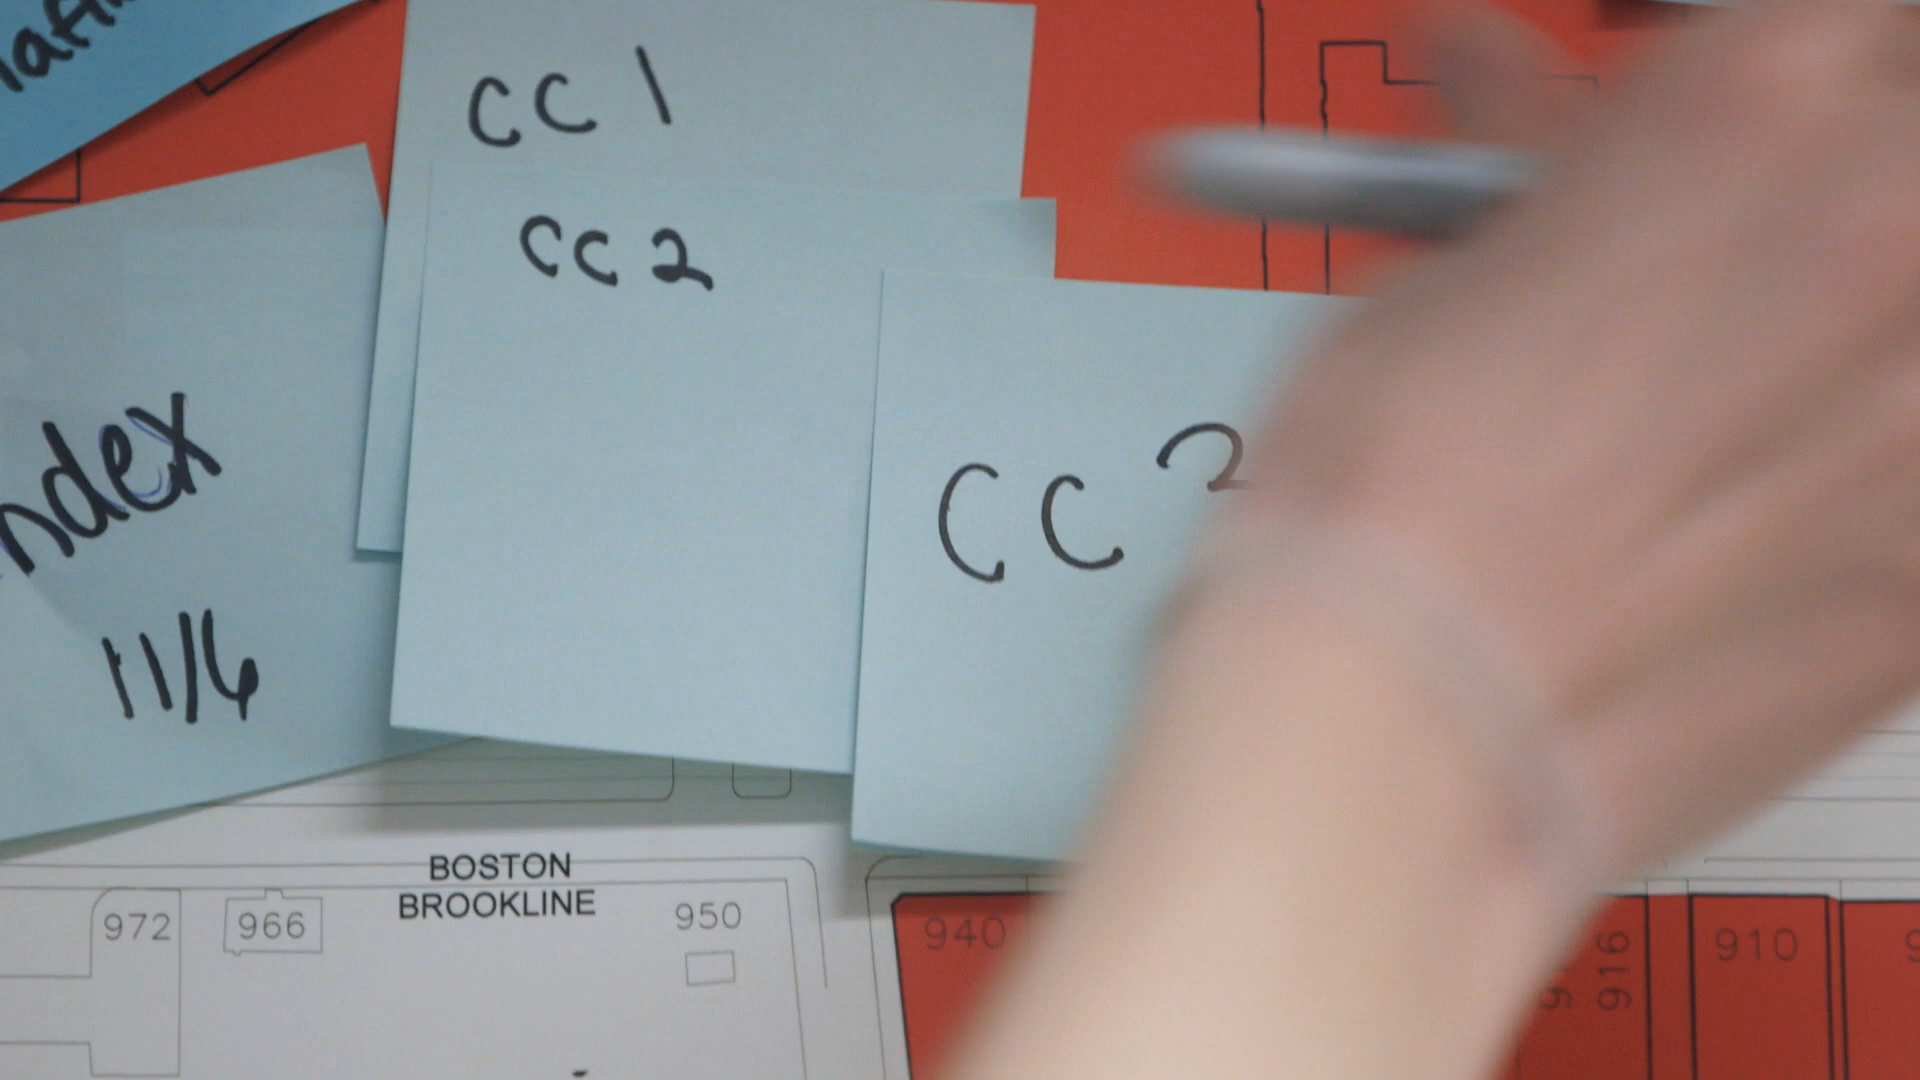 CC 1
CC 2
CC
ndex
11/6
BOSTON
BROOKLINE
972
966
950
940
916
910